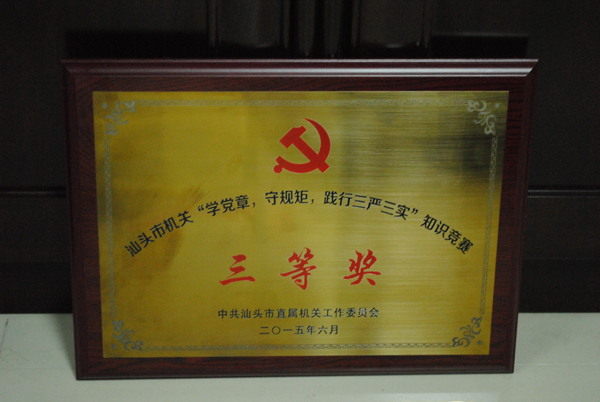 汕头市机关“学党章，守规矩，践行三严三实”知识竞赛
三等奖
中共汕头市直属机关工作委员会
二〇一五年六月